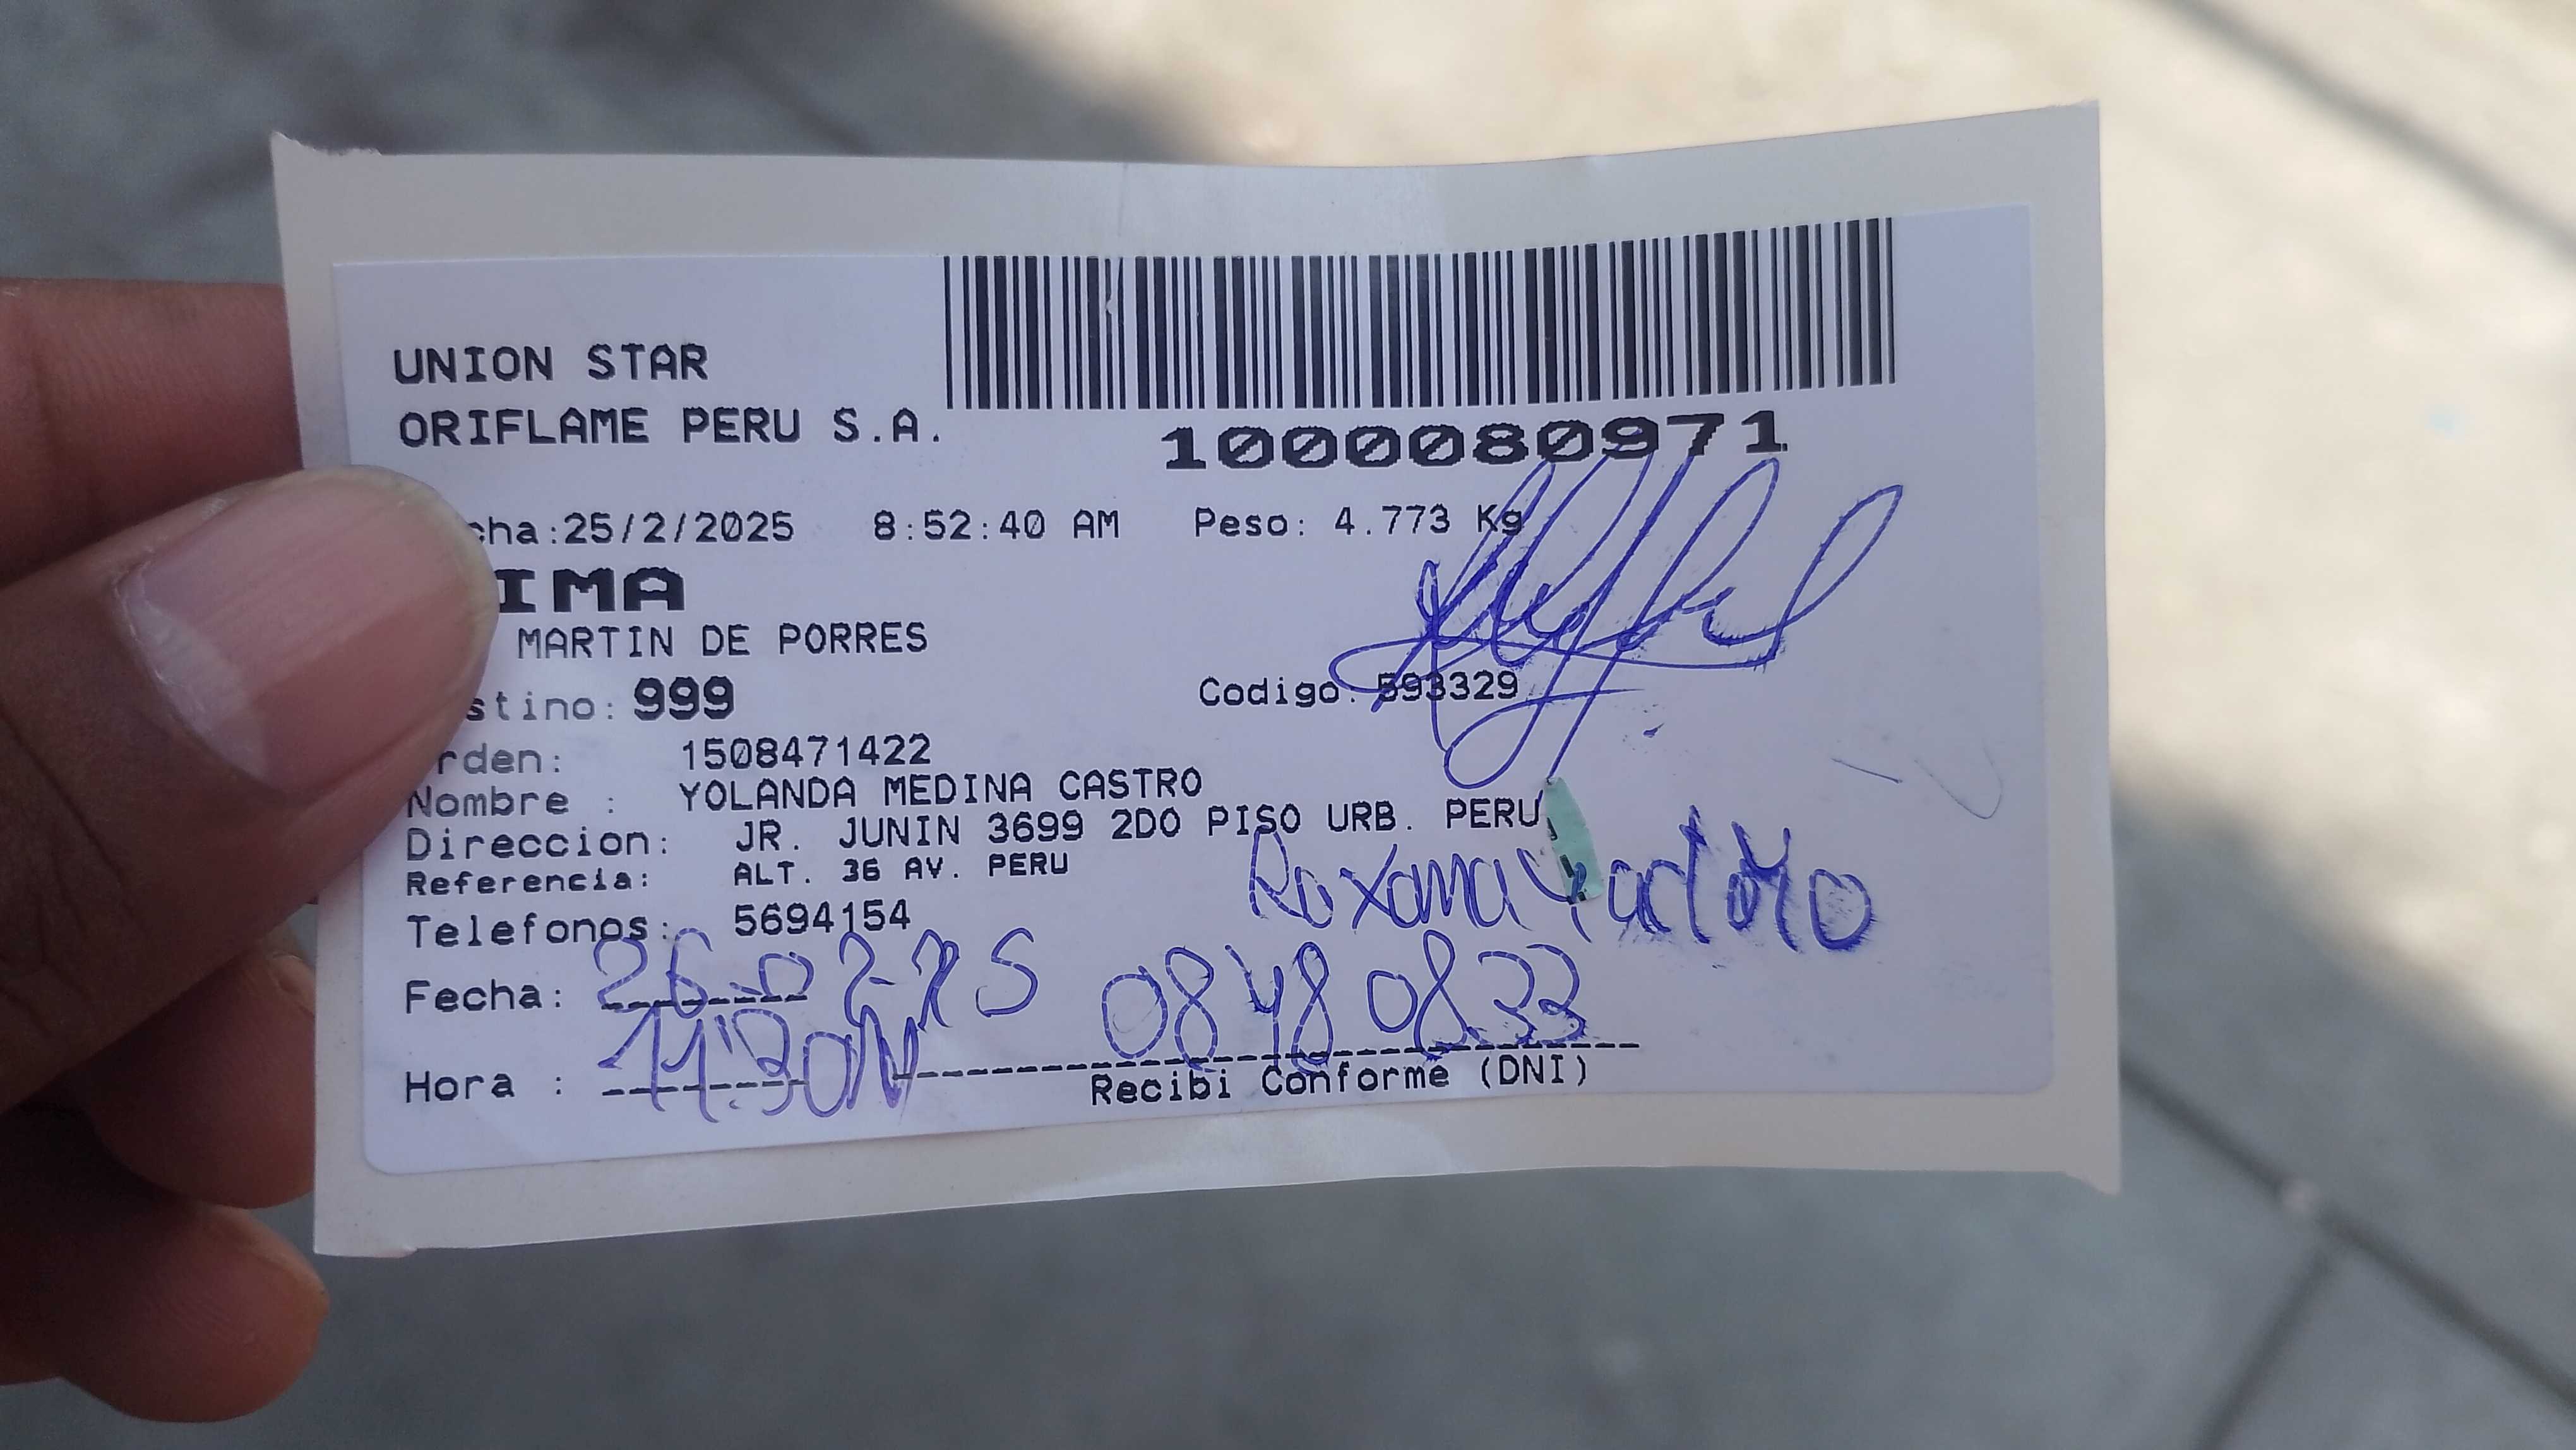 UNION STAR
ORIFLAME PERU S.A.
1000080971
cha:25/2/2025 8:52:40 AM Peso: 4.773 Kg
IMA
MARTIN DE PORRES
stino: 999 Codigo: 593329
rden: 1508471422
Nombre : YOLANDA MEDINA CASTRO
Direccion: JR. JUNIN 3699 2DO PISO URB. PERU
Referencia: ALT. 36 AV. PERU
Roxana
Telefonos: 5694154
Fecha: 26-02-25 08480833
Hora : 11:30
Recibi Conforme (DNI)